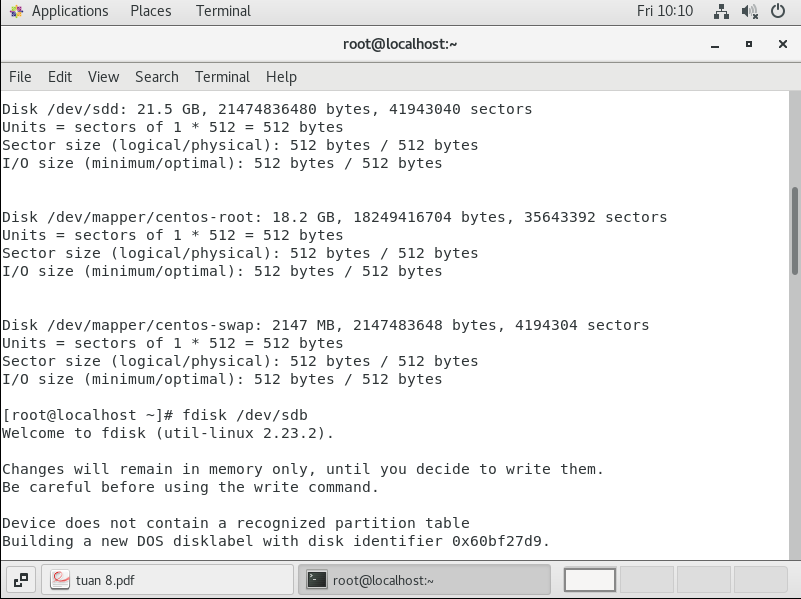 Applications Places Terminal Fri 10:10
root@localhost:~
File Edit View Search Terminal Help
Disk /dev/sdd: 21.5 GB, 21474836480 bytes, 41943040 sectors
Units = sectors of 1 * 512 = 512 bytes
Sector size (logical/physical): 512 bytes / 512 bytes
I/O size (minimum/optimal): 512 bytes / 512 bytes
Disk /dev/mapper/centos-root: 18.2 GB, 18249416704 bytes, 35643392 sectors
Units = sectors of 1 * 512 = 512 bytes
Sector size (logical/physical): 512 bytes / 512 bytes
I/O size (minimum/optimal): 512 bytes / 512 bytes
Disk /dev/mapper/centos-swap: 2147 MB, 2147483648 bytes, 4194304 sectors
Units = sectors of 1 * 512 = 512 bytes
Sector size (logical/physical): 512 bytes / 512 bytes
I/O size (minimum/optimal): 512 bytes / 512 bytes
[root@localhost ~]# fdisk /dev/sdb
Welcome to fdisk (util-linux 2.23.2).
Changes will remain in memory only, until you decide to write them.
Be careful before using the write command.
Device does not contain a recognized partition table
Building a new DOS disklabel with disk identifier 0x60bf27d9.
tuan 8.pdf root@localhost:~